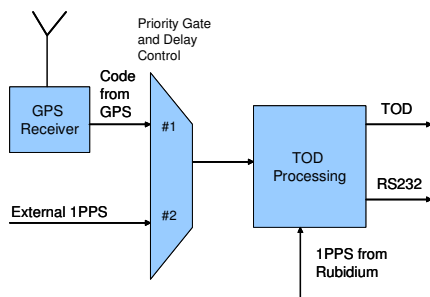 Priority Gate
and Delay
Control
Code
from
GPS
GPS
Receiver
#1
TOD
TOD
Processing
RS232
External 1PPS
#2
1PPS from
Rubidium